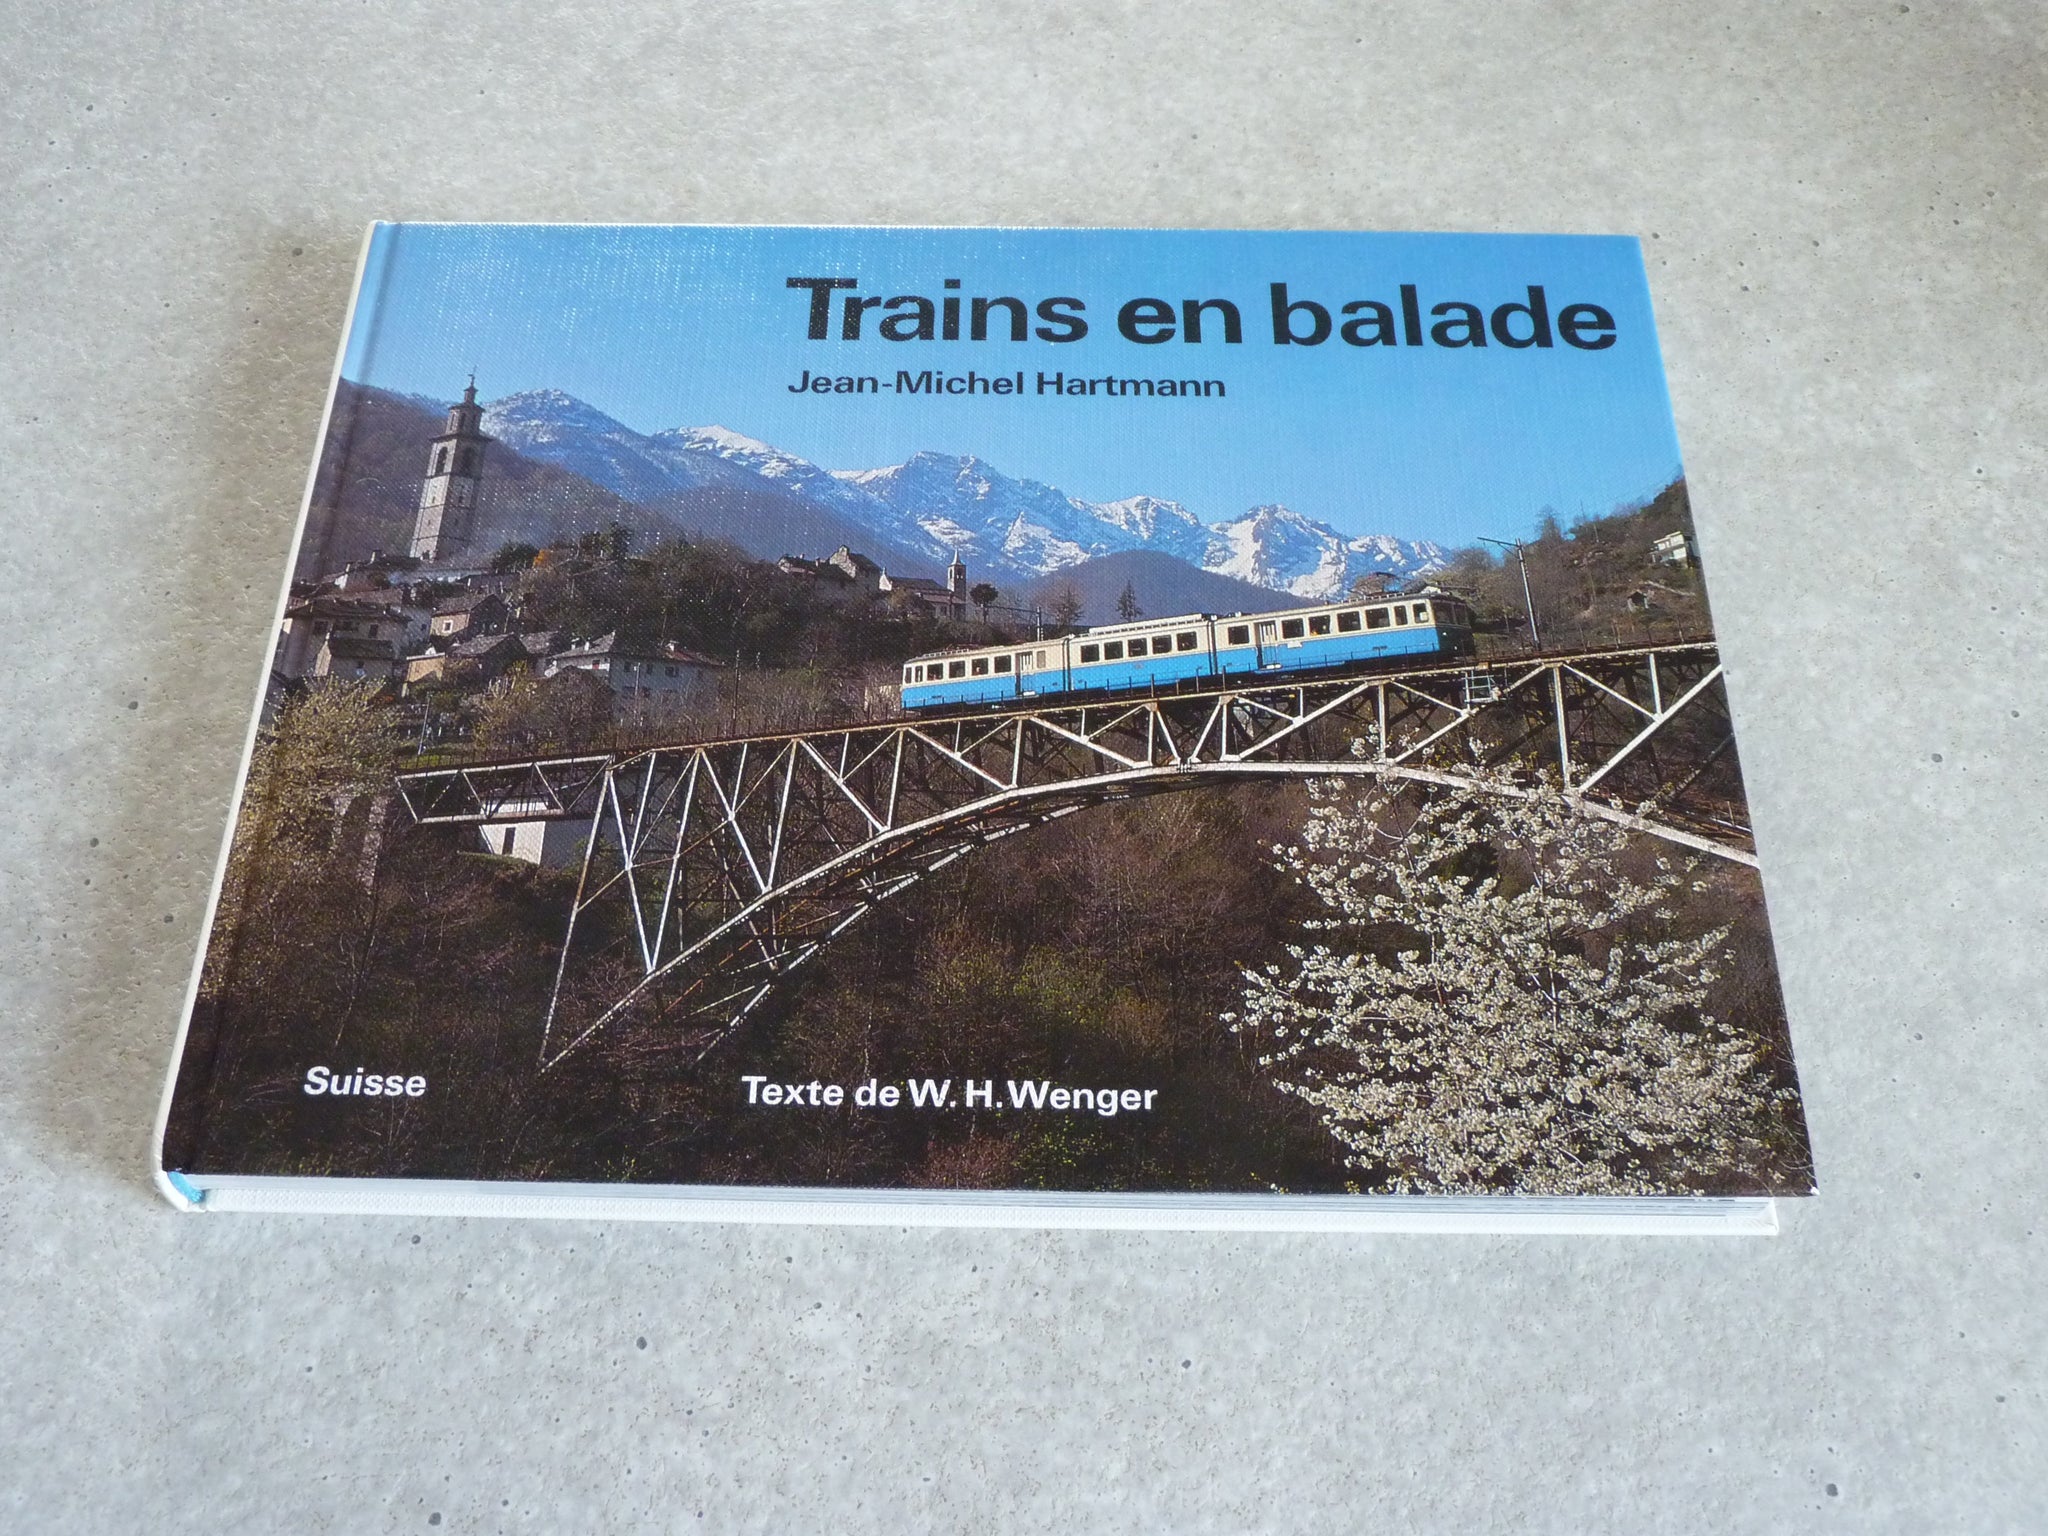 Trains en balade
Jean-Michel Hartmann
Suisse
Texte de W. H. Wenger